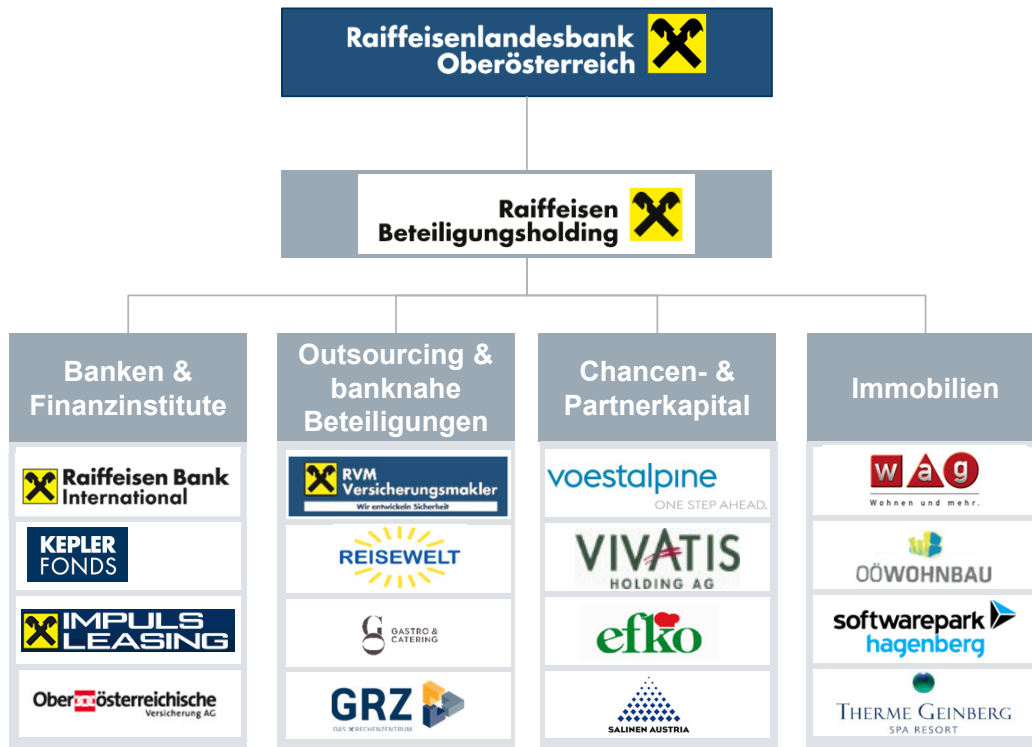 Raiffeisenlandesbank
Oberösterreich
Raiffeisen
Beteiligungsholding
Banken &
Finanzinstitute
Raiffeisen Bank
International
KEPLER
FONDS
IMPULS
LEASING
Oberösterreichische
Versicherung AG
Outsourcing &
banknahe
Beteiligungen
RVM
Versicherungsmakler
Wir entwickeln Sicherheit
REISEWELT
GASTRO &
CATERING
GRZ
DAS RECHENZENTRUM
Chancen- &
Partnerkapital
voestalpine
ONE STEP AHEAD.
VIVATIS
HOLDING AG
efko
SALINEN AUSTRIA
Immobilien
wag
Wohnen und mehr.
OÖWOHNBAU
softwarepark
hagenberg
THERME GEINBERG
SPA RESORT